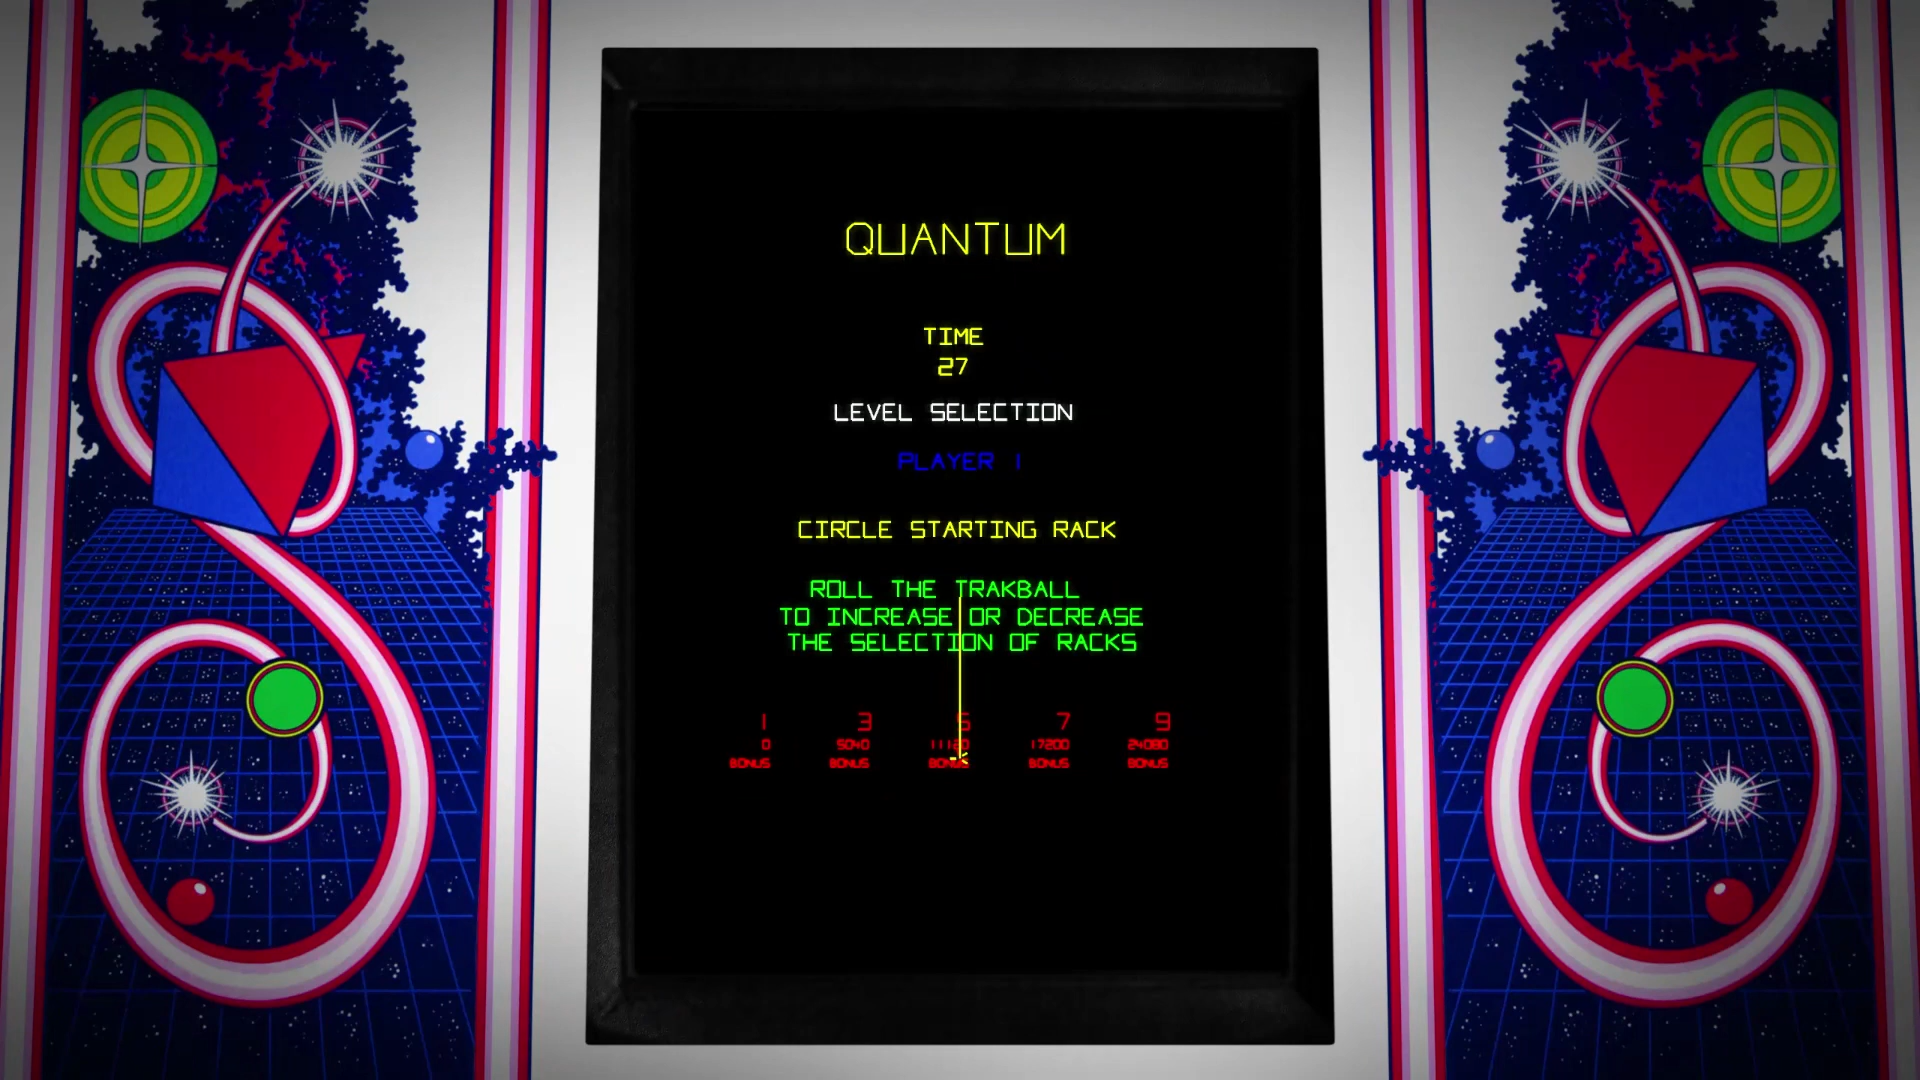 QUANTUM
TIME
27
LEVEL SELECTION
PLAYER 1
CIRCLE STARTING RACK
ROLL THE TRAKBALL
TO INCREASE OR DECREASE
THE SELECTION OF RACKS
1 3 5 7 9
0 5040 11120 17200 24080
BONUS BONUS BONUS BONUS BONUS